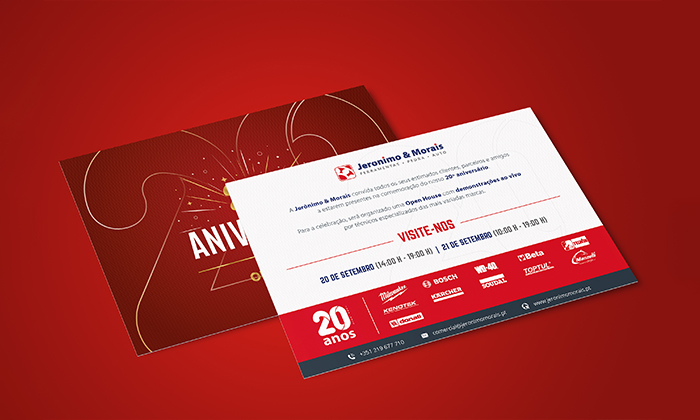 ANIV
Jeronimo & Morais
FERRAMENTAS • PEDRA • AUTO
A Jerónimo & Morais convida todos os seus estimados clientes, parceiros e amigos
a estarem presentes na comemoração do nosso 20º aniversário.
Para a celebração, será organizado uma Open House com demonstrações ao vivo
por técnicos especializados das mais variadas marcas.
VISITE-NOS
20 DE SETEMBRO (14:00 H - 19:00 H) | 21 DE SETEMBRO (10:00 H - 19:00 H)
20
anos
Milwaukee
BOSCH
WD-40
Beta
KENOTEK
KÄRCHER
SOUDAL
TOPTUL
dorsali
+351 219 677 710
comercial@jeronimomorais.pt
www.jeronimomorais.pt